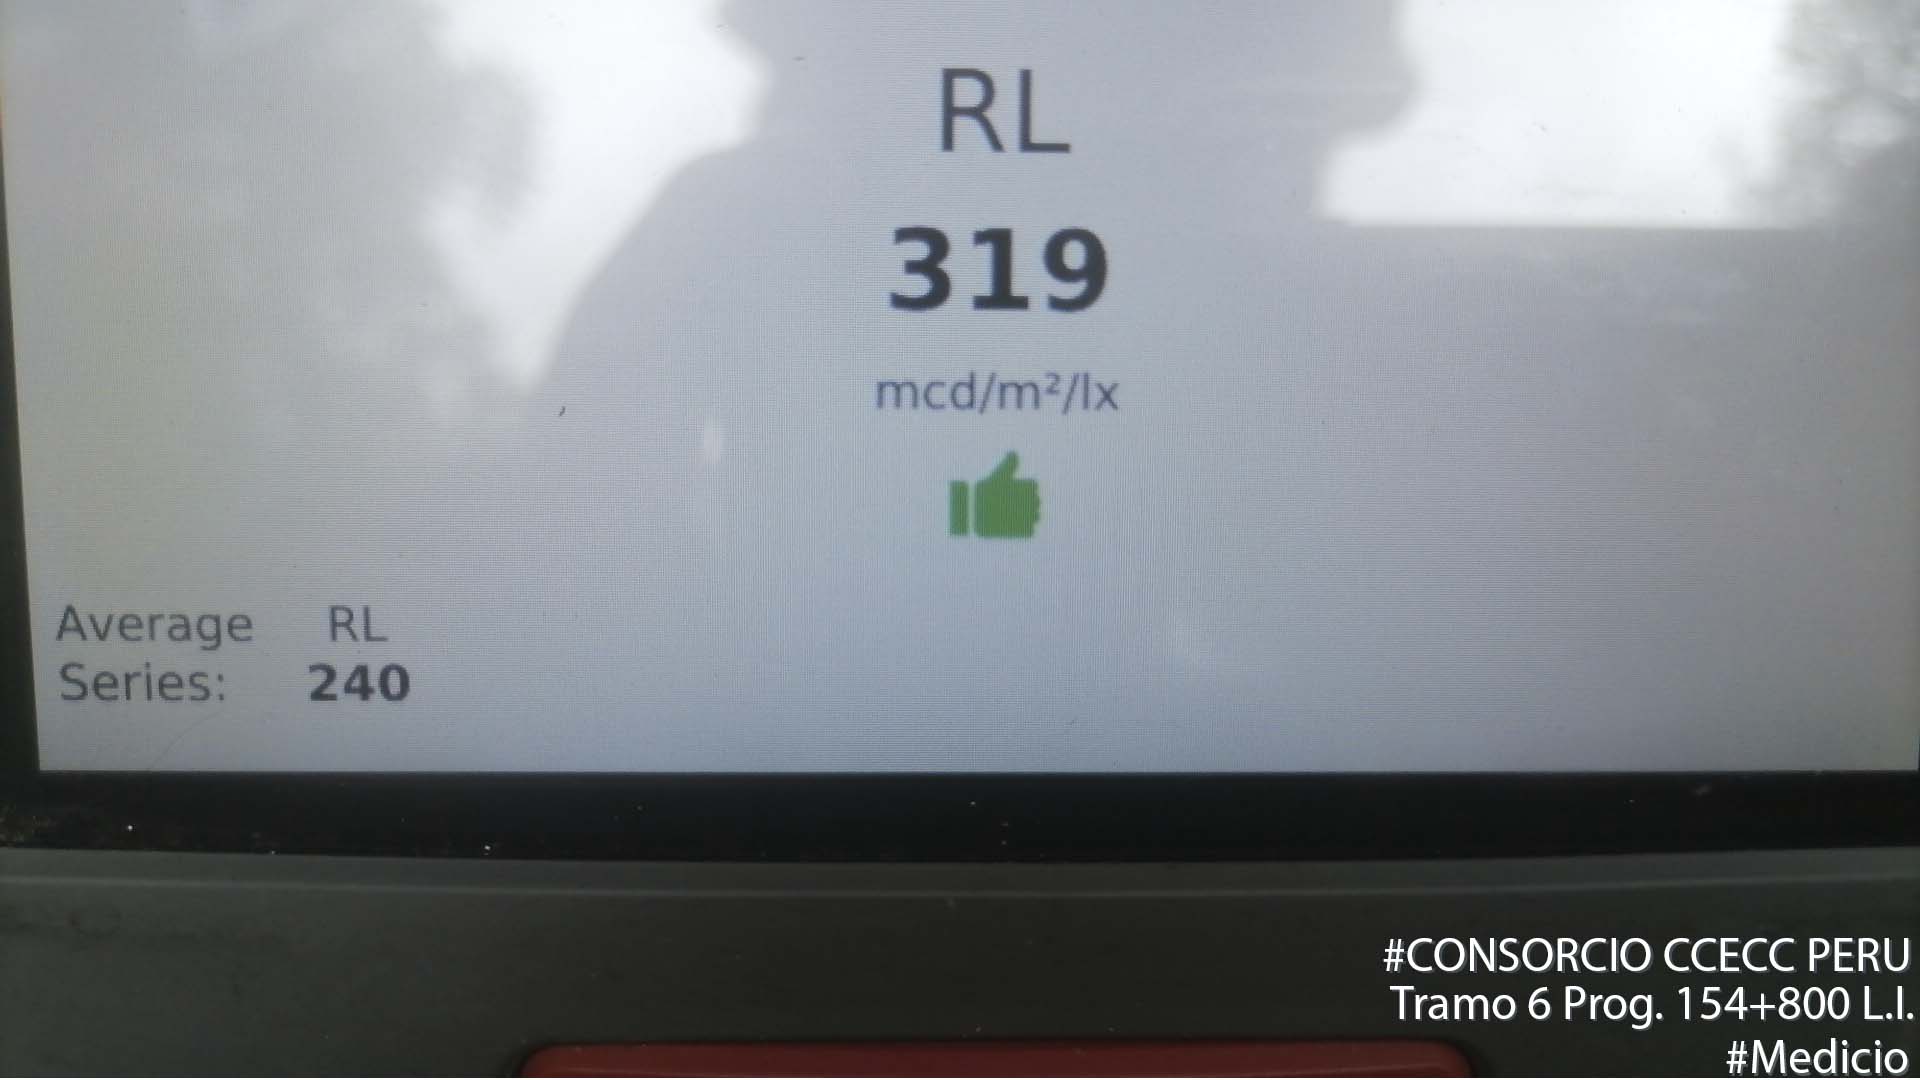 RL
319
mcd/m²/lx
Average RL
Series: 240
#CONSORCIO CCECC PERU
Tramo 6 Prog. 154+800 L.I.
#Medicio